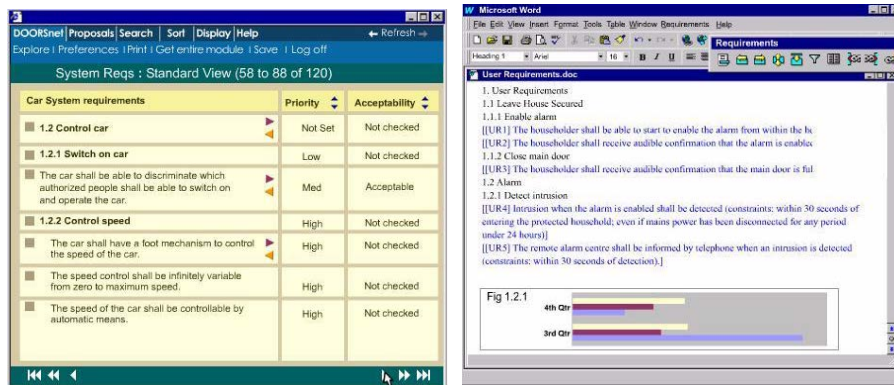 DOORSnet Proposals Search Sort Display Help Refresh
Explore | Preferences | Print | Get entire module | Save | Log off
System Reqs : Standard View (58 to 88 of 120)
Car System requirements Priority Acceptability
1.2 Control car Not Set Not checked
1.2.1 Switch on car Low Not checked
The car shall be able to discriminate which
authorized people shall be able to switch on
and operate the car.
Med Acceptable
1.2.2 Control speed High Not checked
The car shall have a foot mechanism to control
the speed of the car.
High Not checked
The speed control shall be infinitely variable
from zero to maximum speed.
High Not checked
The speed of the car shall be controllable by
automatic means.
High Not checked
Microsoft Word
File Edit View Insert Format Tools Table Window Requirements Help
Requirements
Heading 1 Ariel 16 B I U
User Requirements.doc
1. User Requirements
1.1 Leave House Secured
1.1.1 Enable alarm
[[UR1] The householder shall be able to start to enable the alarm from within the
[[UR2] The householder shall receive audible confirmation that the alarm is enabled
1.1.2 Close main door
[[UR3] The householder shall receive audible confirmation that the main door is
1.2 Alarm
1.2.1 Detect intrusion
[[UR4] Intrusion when the alarm is enabled shall be detected (constraints: within 30 seconds of
entering the protected household; even if mains power has been disconnected for any period
under 24 hours)]
[[UR5] The remote alarm centre shall be informed by telephone when an intrusion is detected
(constraints: within 30 seconds of detection).]
Fig 1.2.1
4th Qtr
3rd Qtr